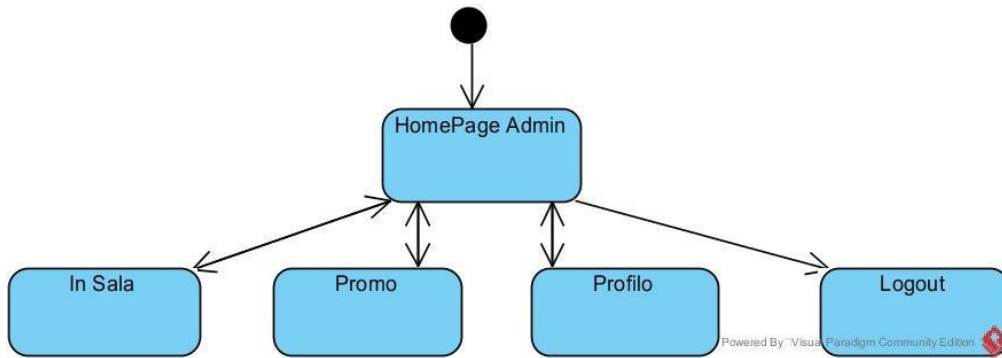 HomePage Admin
In Sala
Promo
Profilo
Logout
Powered By Visual Paradigm Community Edition